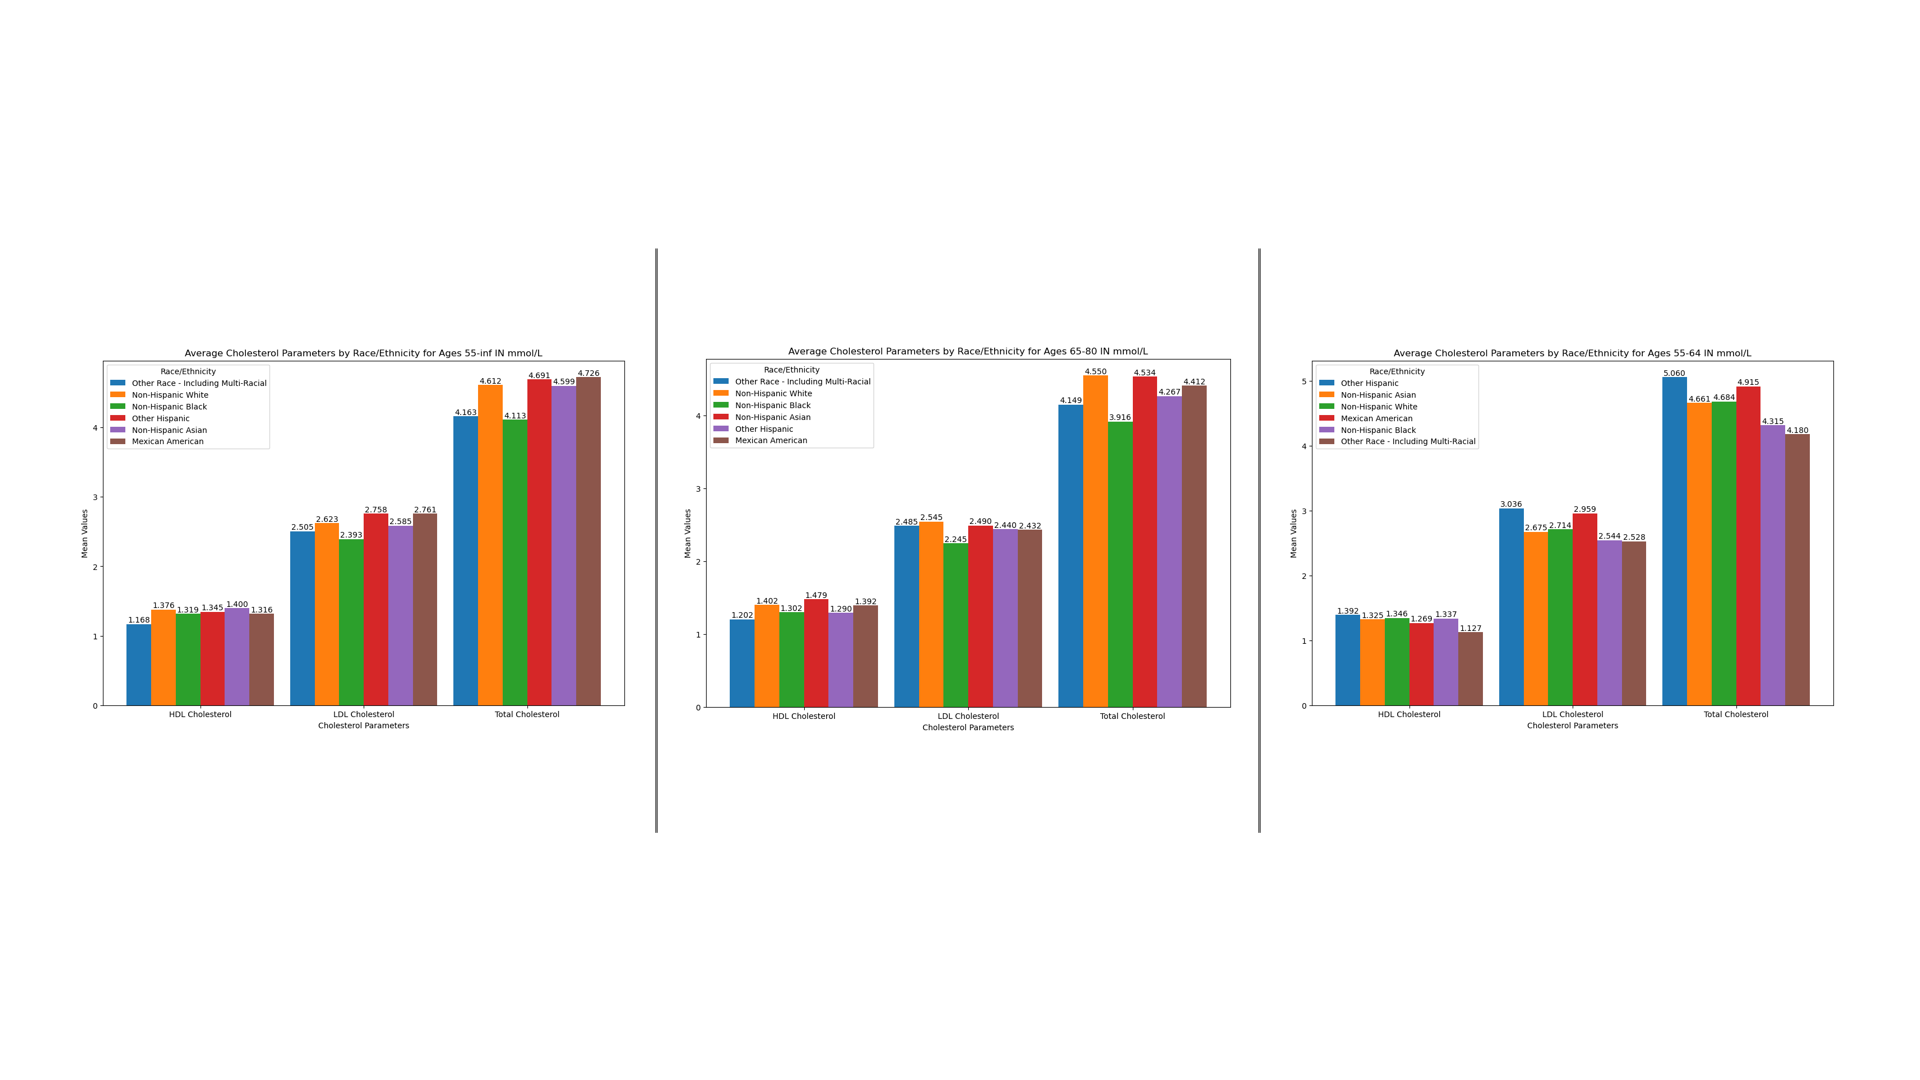 Average Cholesterol Parameters by Race/Ethnicity for Ages 55-inf IN mmol/L
Race/Ethnicity
Other Race - Including Multi-Racial
Non-Hispanic White
Non-Hispanic Black
Other Hispanic
Non-Hispanic Asian
Mexican American
4.163
4.612
4.113
4.691
4.599
4.726
2.505
2.623
2.393
2.758
2.585
2.761
1.168
1.376
1.319
1.345
1.400
1.316
4
3
2
1
0
Mean Values
HDL Cholesterol
LDL Cholesterol
Total Cholesterol
Cholesterol Parameters
Average Cholesterol Parameters by Race/Ethnicity for Ages 65-80 IN mmol/L
Race/Ethnicity
Other Race - Including Multi-Racial
Non-Hispanic White
Non-Hispanic Black
Non-Hispanic Asian
Other Hispanic
Mexican American
4.149
4.550
3.916
4.534
4.267
4.412
2.485
2.545
2.245
2.490
2.440
2.432
1.202
1.402
1.302
1.479
1.290
1.392
4
3
2
1
0
Mean Values
HDL Cholesterol
LDL Cholesterol
Total Cholesterol
Cholesterol Parameters
Average Cholesterol Parameters by Race/Ethnicity for Ages 55-64 IN mmol/L
Race/Ethnicity
Other Hispanic
Non-Hispanic Asian
Non-Hispanic White
Mexican American
Non-Hispanic Black
Other Race - Including Multi-Racial
5.060
4.661
4.684
4.915
4.315
4.180
3.036
2.675
2.714
2.959
2.544
2.528
1.392
1.325
1.346
1.269
1.337
1.127
5
4
3
2
1
0
Mean Values
HDL Cholesterol
LDL Cholesterol
Total Cholesterol
Cholesterol Parameters